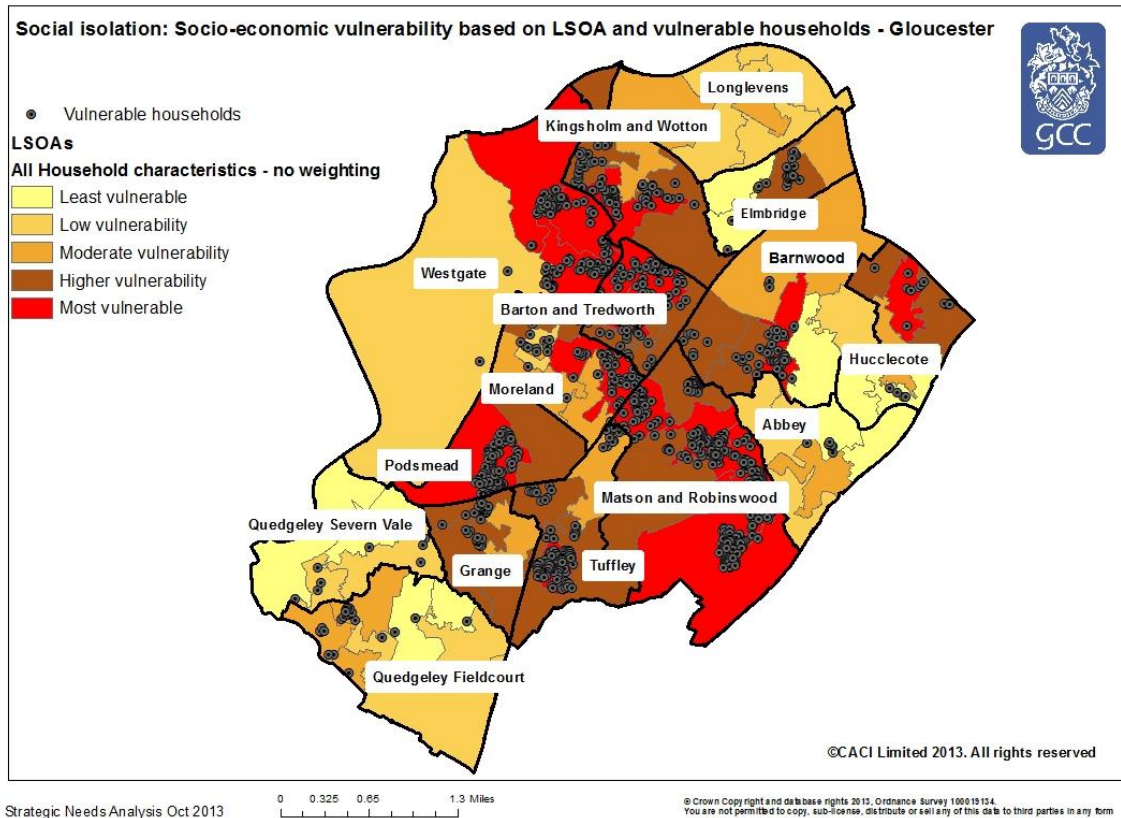 Social isolation: Socio-economic vulnerability based on LSOA and vulnerable households - Gloucester
GCC
Vulnerable households
LSOAs
All Household characteristics - no weighting
Least vulnerable
Low vulnerability
Moderate vulnerability
Higher vulnerability
Most vulnerable
Longlevens
Kingsholm and Wotton
Elmbridge
Barnwood
Westgate
Barton and Tredworth
Hucclecote
Moreland
Abbey
Podsmead
Matson and Robinswood
Quedgeley Severn Vale
Grange
Tuffley
Quedgeley Fieldcourt
©CACI Limited 2013. All rights reserved
Strategic Needs Analysis Oct 2013
0 0.325 0.65 1.3 Miles
© Crown Copyright and database rights 2013, Ordnance Survey 100019134.
You are not permitted to copy, sub-license, distribute or sell any of this data to third parties in any form